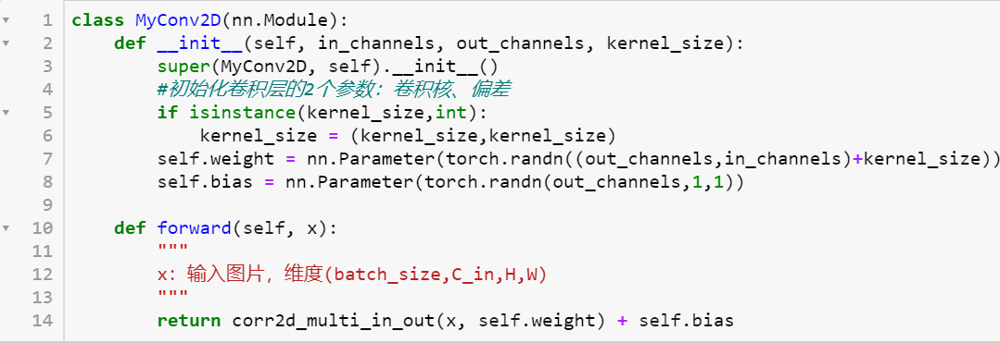 1 class MyConv2D(nn.Module):
2     def __init__(self, in_channels, out_channels, kernel_size):
3         super(MyConv2D, self).__init__()
4         #初始化卷积层的2个参数：卷积核、偏差
5         if isinstance(kernel_size,int):
6             kernel_size = (kernel_size,kernel_size)
7         self.weight = nn.Parameter(torch.randn((out_channels,in_channels)+kernel_size))
8         self.bias = nn.Parameter(torch.randn(out_channels,1,1))
9
10     def forward(self, x):
11         """
12         x：输入图片，维度(batch_size,C_in,H,W)
13         """
14         return corr2d_multi_in_out(x, self.weight) + self.bias